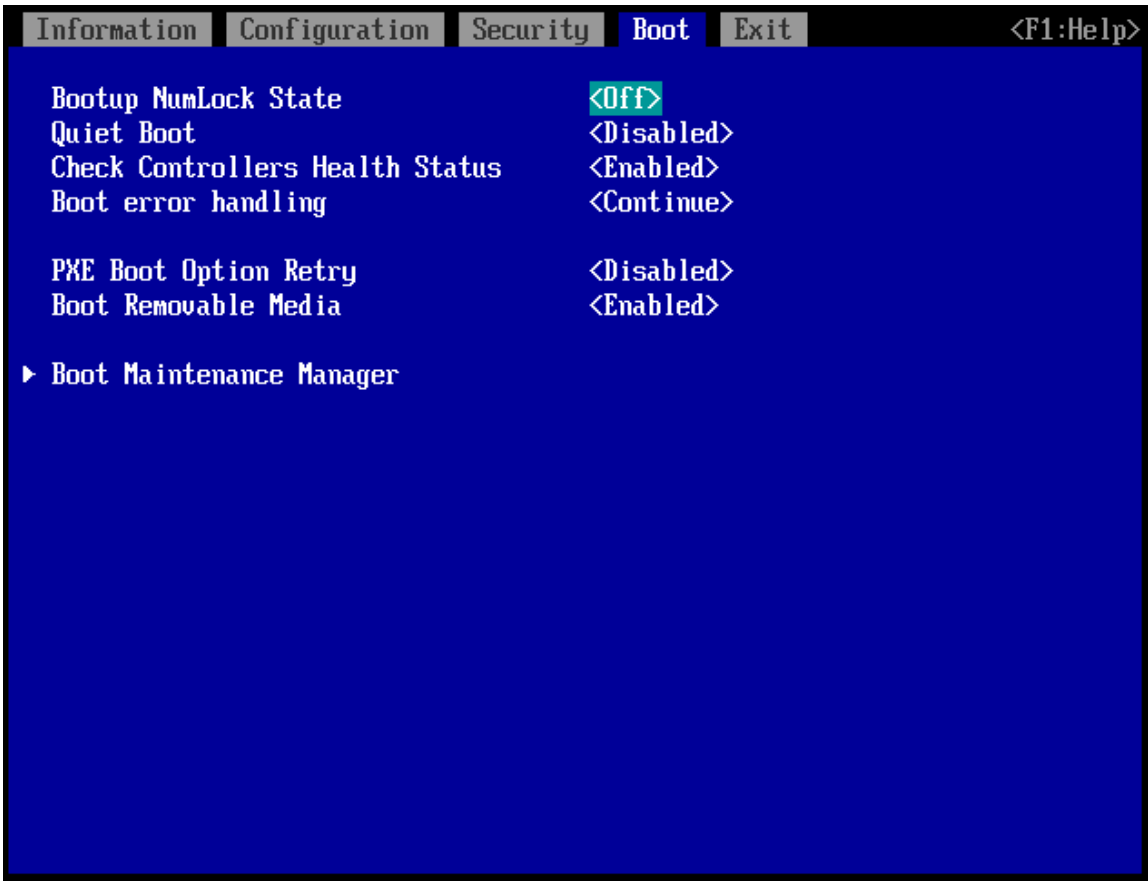 Information Configuration Security Boot Exit <F1:Help>
Bootup NumLock State <Off>
Quiet Boot <Disabled>
Check Controllers Health Status <Enabled>
Boot error handling <Continue>
PXE Boot Option Retry <Disabled>
Boot Removable Media <Enabled>
Boot Maintenance Manager